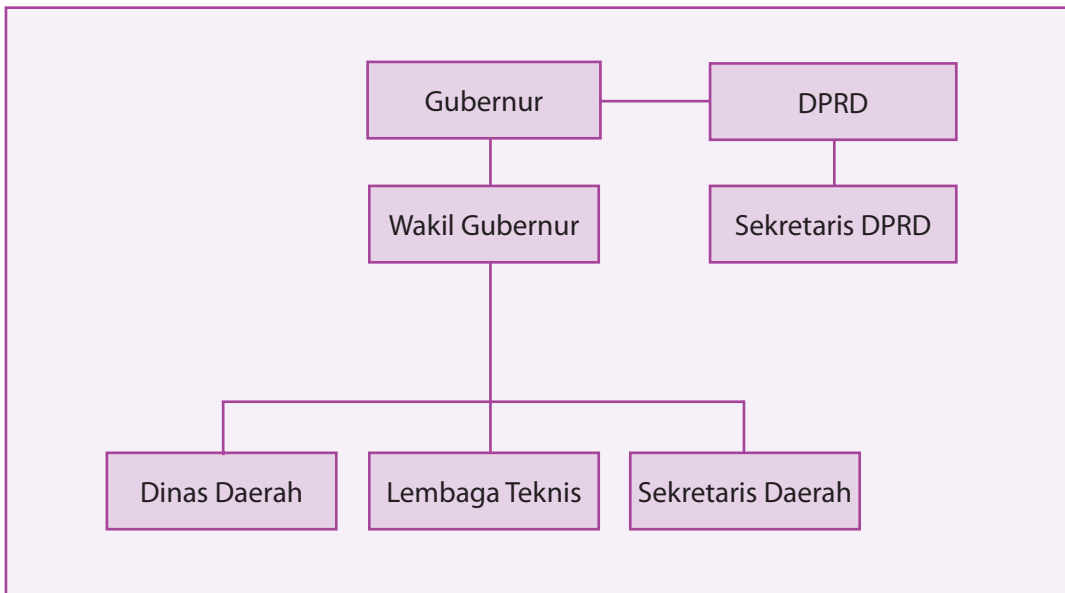 Gubernur
DPRD
Wakil Gubernur
Sekretaris DPRD
Dinas Daerah
Lembaga Teknis
Sekretaris Daerah